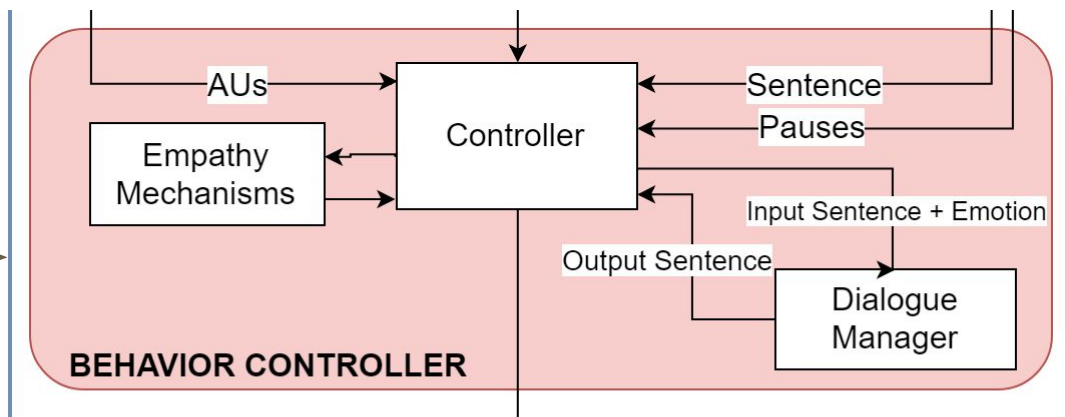 AUs
Sentence
Pauses
Controller
Empathy
Mechanisms
Input Sentence + Emotion
Output Sentence
Dialogue
Manager
BEHAVIOR CONTROLLER